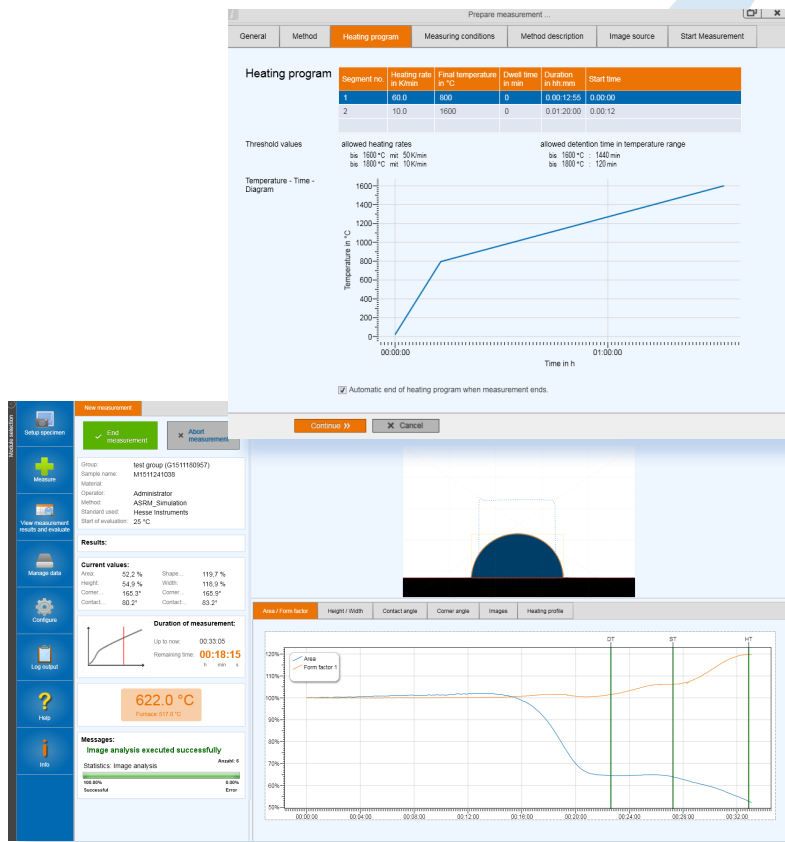 Prepare measurement ...
General Method Heating program Measuring conditions Method description Image source Start Measurement
Heating program
Segment no. Heating rate in K/min Final temperature in °C Dwell time in min Duration in hh:mm Start time
1 60.0 800 0 0.00:12:55 0.00:00
2 10.0 1600 0 0.01:20:00 0.00:12
Threshold values
allowed heating rates
bis 1600 °C mit 50 K/min
bis 1800 °C mit 10 K/min
allowed detention time in temperature range
bis 1600 °C : 1440 min
bis 1800 °C : 120 min
Temperature - Time -
Diagram
Temperature in °C
1600
1400
1200
1000
800
600
400
200
0
00:00:00 01:00:00
Time in h
Automatic end of heating program when measurement ends.
Continue Cancel
Module selection
Setup specimen
Measure
View measurement
results and evaluate
Manage data
Configure
Log output
Help
Info
New measurement
End
measurement
Abort
measurement
Group: test group (G1511180957)
Sample name: M1511241038
Material:
Operator: Administrator
Method: ASRM_Simulation
Standard used: Hesse Instruments
Start of evaluation: 25 °C
Results:
Current values:
Area: 52,2 % Shape... 119,7 %
Height: 54,9 % Width: 116,9 %
Corner... 165.3° Corner... 165.9°
Contact... 80.2° Contact... 83.2°
Duration of measurement:
Up to now: 00:33:05
Remaining time: 00:18:15
h min s
622.0 °C
Furnace: 517.0 °C
Messages:
Image analysis executed successfully
Anzahl: 6
Statistics: Image analysis
100.00% 0.00%
Successful Error
Area / Form factor Height / Width Contact angle Corner angle Images Heating profile
DT ST HT
Area
Form factor 1
120%
110%
100%
90%
80%
70%
60%
50%
00:00:00 00:04:00 00:08:00 00:12:00 00:16:00 00:20:00 00:24:00 00:28:00 00:32:00